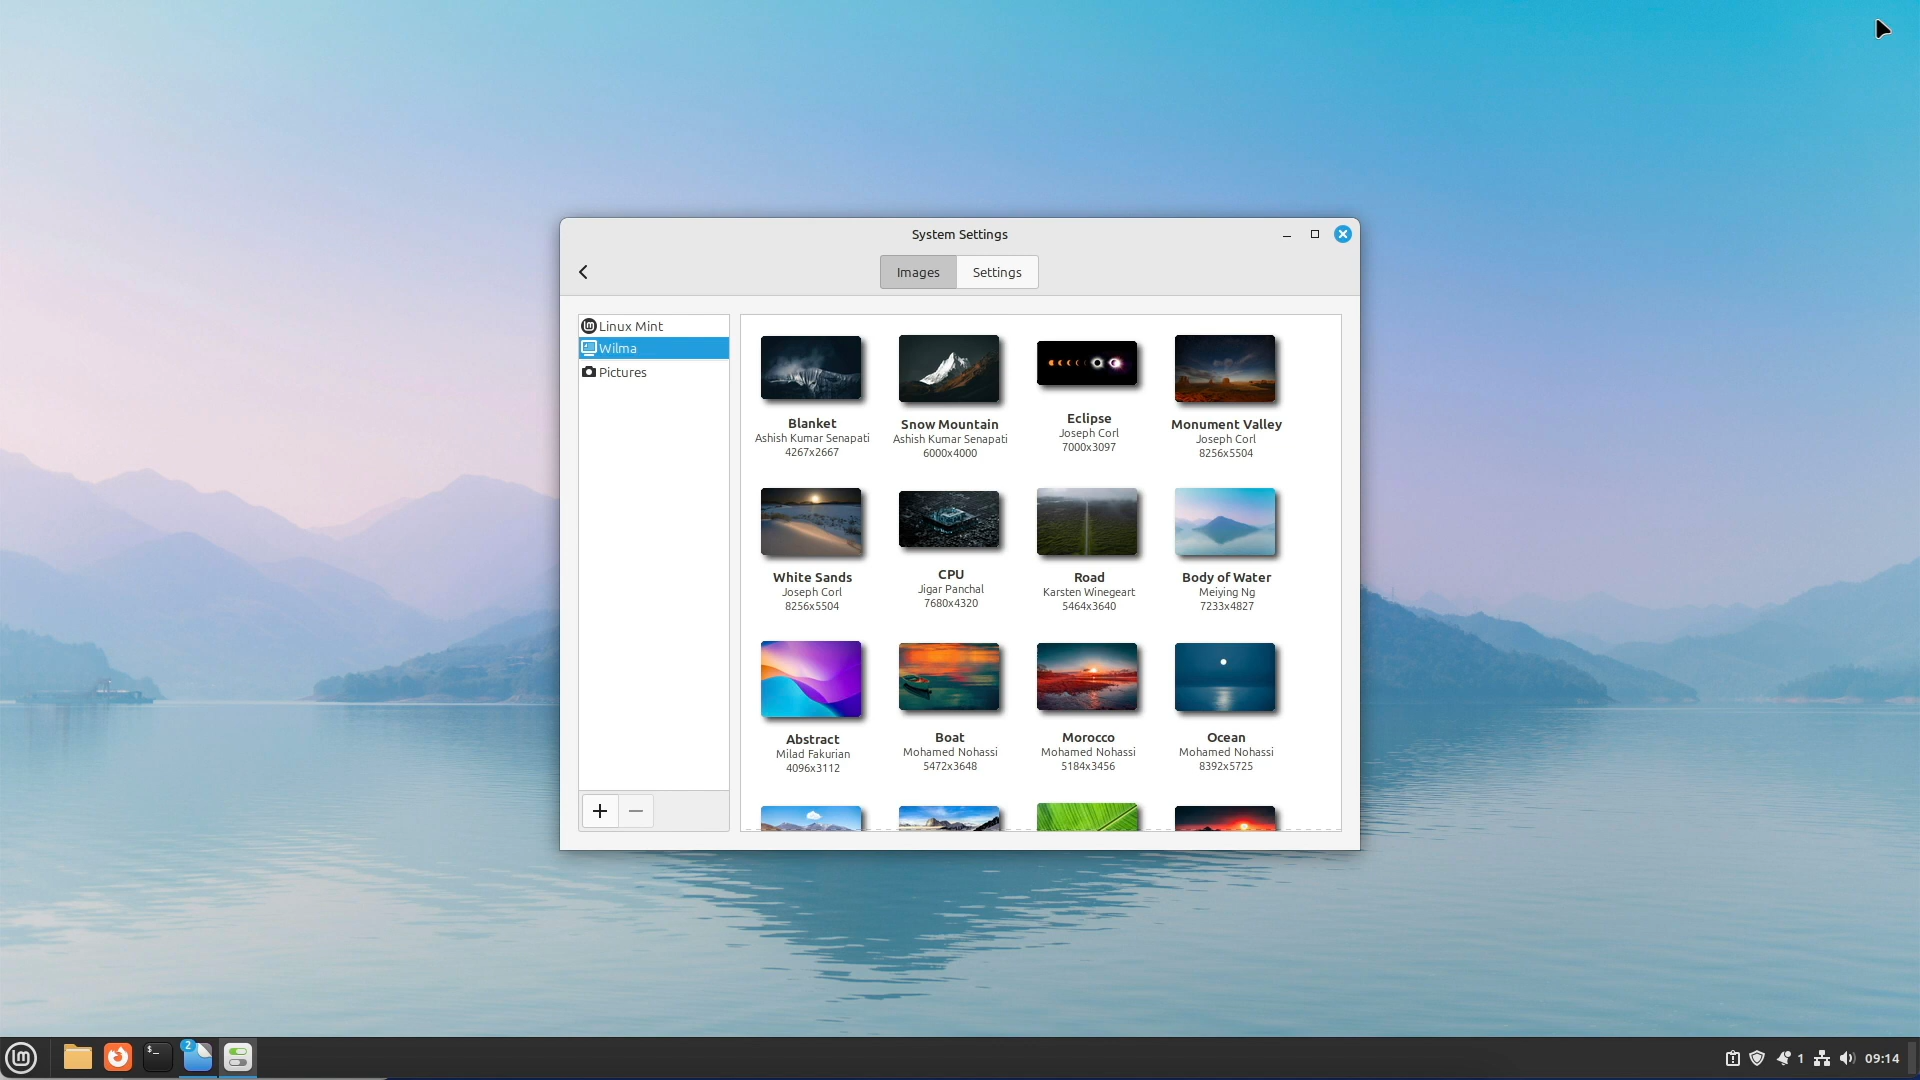 System Settings
Images
Settings
Linux Mint
Wilma
Pictures
Blanket
Ashish Kumar Senapati
4267x2667
Snow Mountain
Ashish Kumar Senapati
6000x4000
Eclipse
Joseph Corl
7000x3097
Monument Valley
Joseph Corl
8256x5504
White Sands
Joseph Corl
8256x5504
CPU
Jigar Panchal
7680x4320
Road
Karsten Winegeart
5464x3640
Body of Water
Meiying Ng
7233x4827
Abstract
Milad Fakurian
4096x3112
Boat
Mohamed Nohassi
5472x3648
Morocco
Mohamed Nohassi
5184x3456
Ocean
Mohamed Nohassi
8392x5725
$_
2
1
09:14